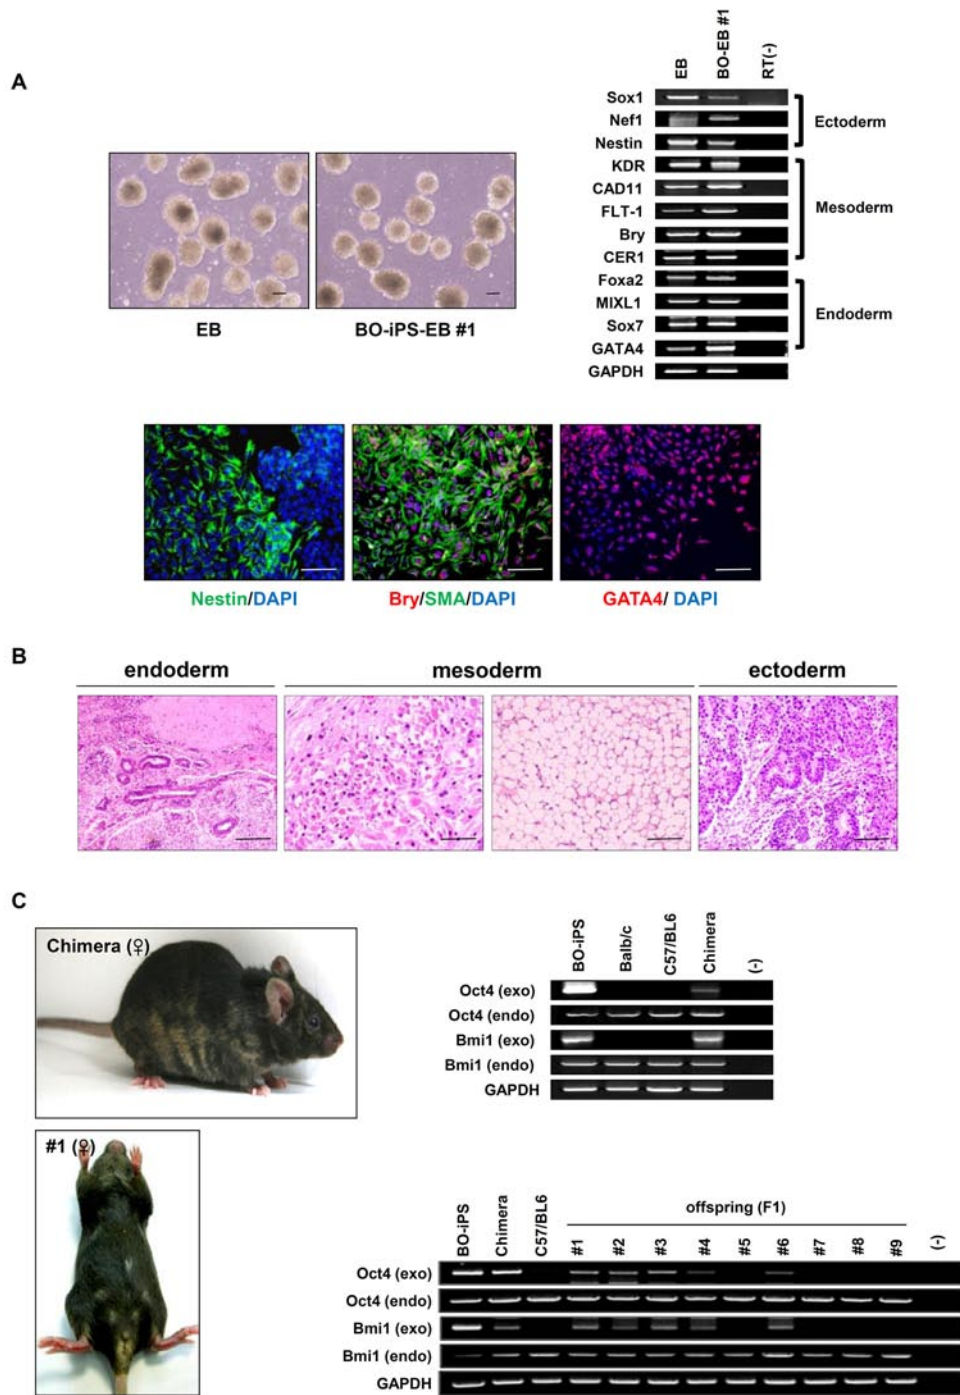 A
EB
BO-EB #1
RT(-)
Sox1
Nef1
Nestin
Ectoderm
KDR
CAD11
FLT-1
Bry
CER1
Mesoderm
Foxa2
MIXL1
Sox7
GATA4
Endoderm
GAPDH
EB
BO-iPS-EB #1
Nestin/DAPI
Bry/SMA/DAPI
GATA4/ DAPI
B
endoderm
mesoderm
ectoderm
C
Chimera (♀)
BO-iPS
Balb/c
C57/BL6
Chimera
(-)
Oct4 (exo)
Oct4 (endo)
Bmi1 (exo)
Bmi1 (endo)
GAPDH
#1 (♀)
BO-iPS
Chimera
C57/BL6
offspring (F1)
#1
#2
#3
#4
#5
#6
#7
#8
#9
(-)
Oct4 (exo)
Oct4 (endo)
Bmi1 (exo)
Bmi1 (endo)
GAPDH